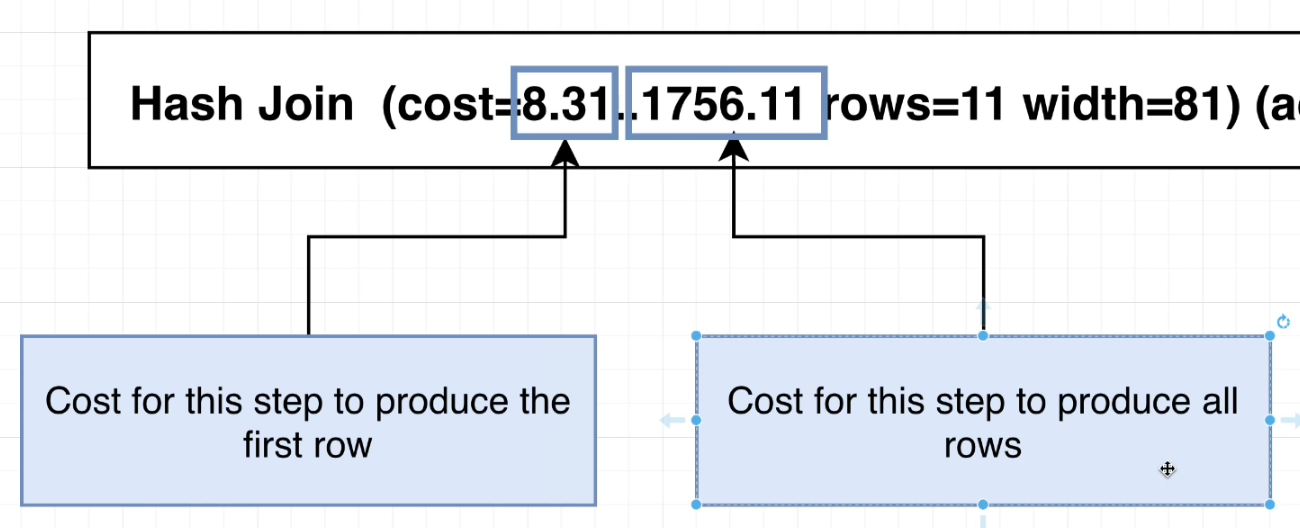 Hash Join (cost=8.31..1756.11 rows=11 width=81) (a
Cost for this step to produce the
first row
Cost for this step to produce all
rows